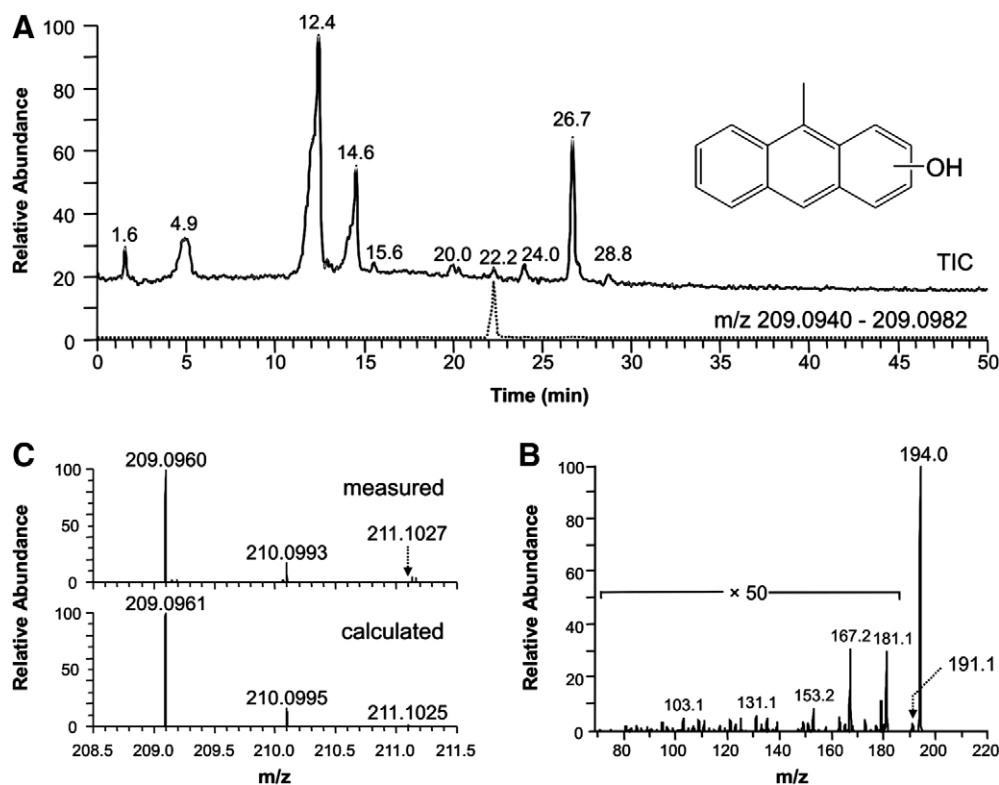 A
Relative Abundance
100
80
60
40
20
0
12.4
14.6
26.7
1.6
4.9
15.6
20.0
22.2
24.0
28.8
OH
TIC
m/z 209.0940 - 209.0982
0 5 10 15 20 25 30 35 40 45 50
Time (min)
C
Relative Abundance
100
50
0
209.0960
measured
210.0993
211.1027
100
50
0
209.0961
calculated
210.0995
211.1025
208.5 209.0 209.5 210.0 210.5 211.0 211.5
m/z
B
Relative Abundance
100
80
60
40
20
0
194.0
× 50
167.2
181.1
191.1
103.1
131.1
153.2
80 100 120 140 160 180 200 220
m/z